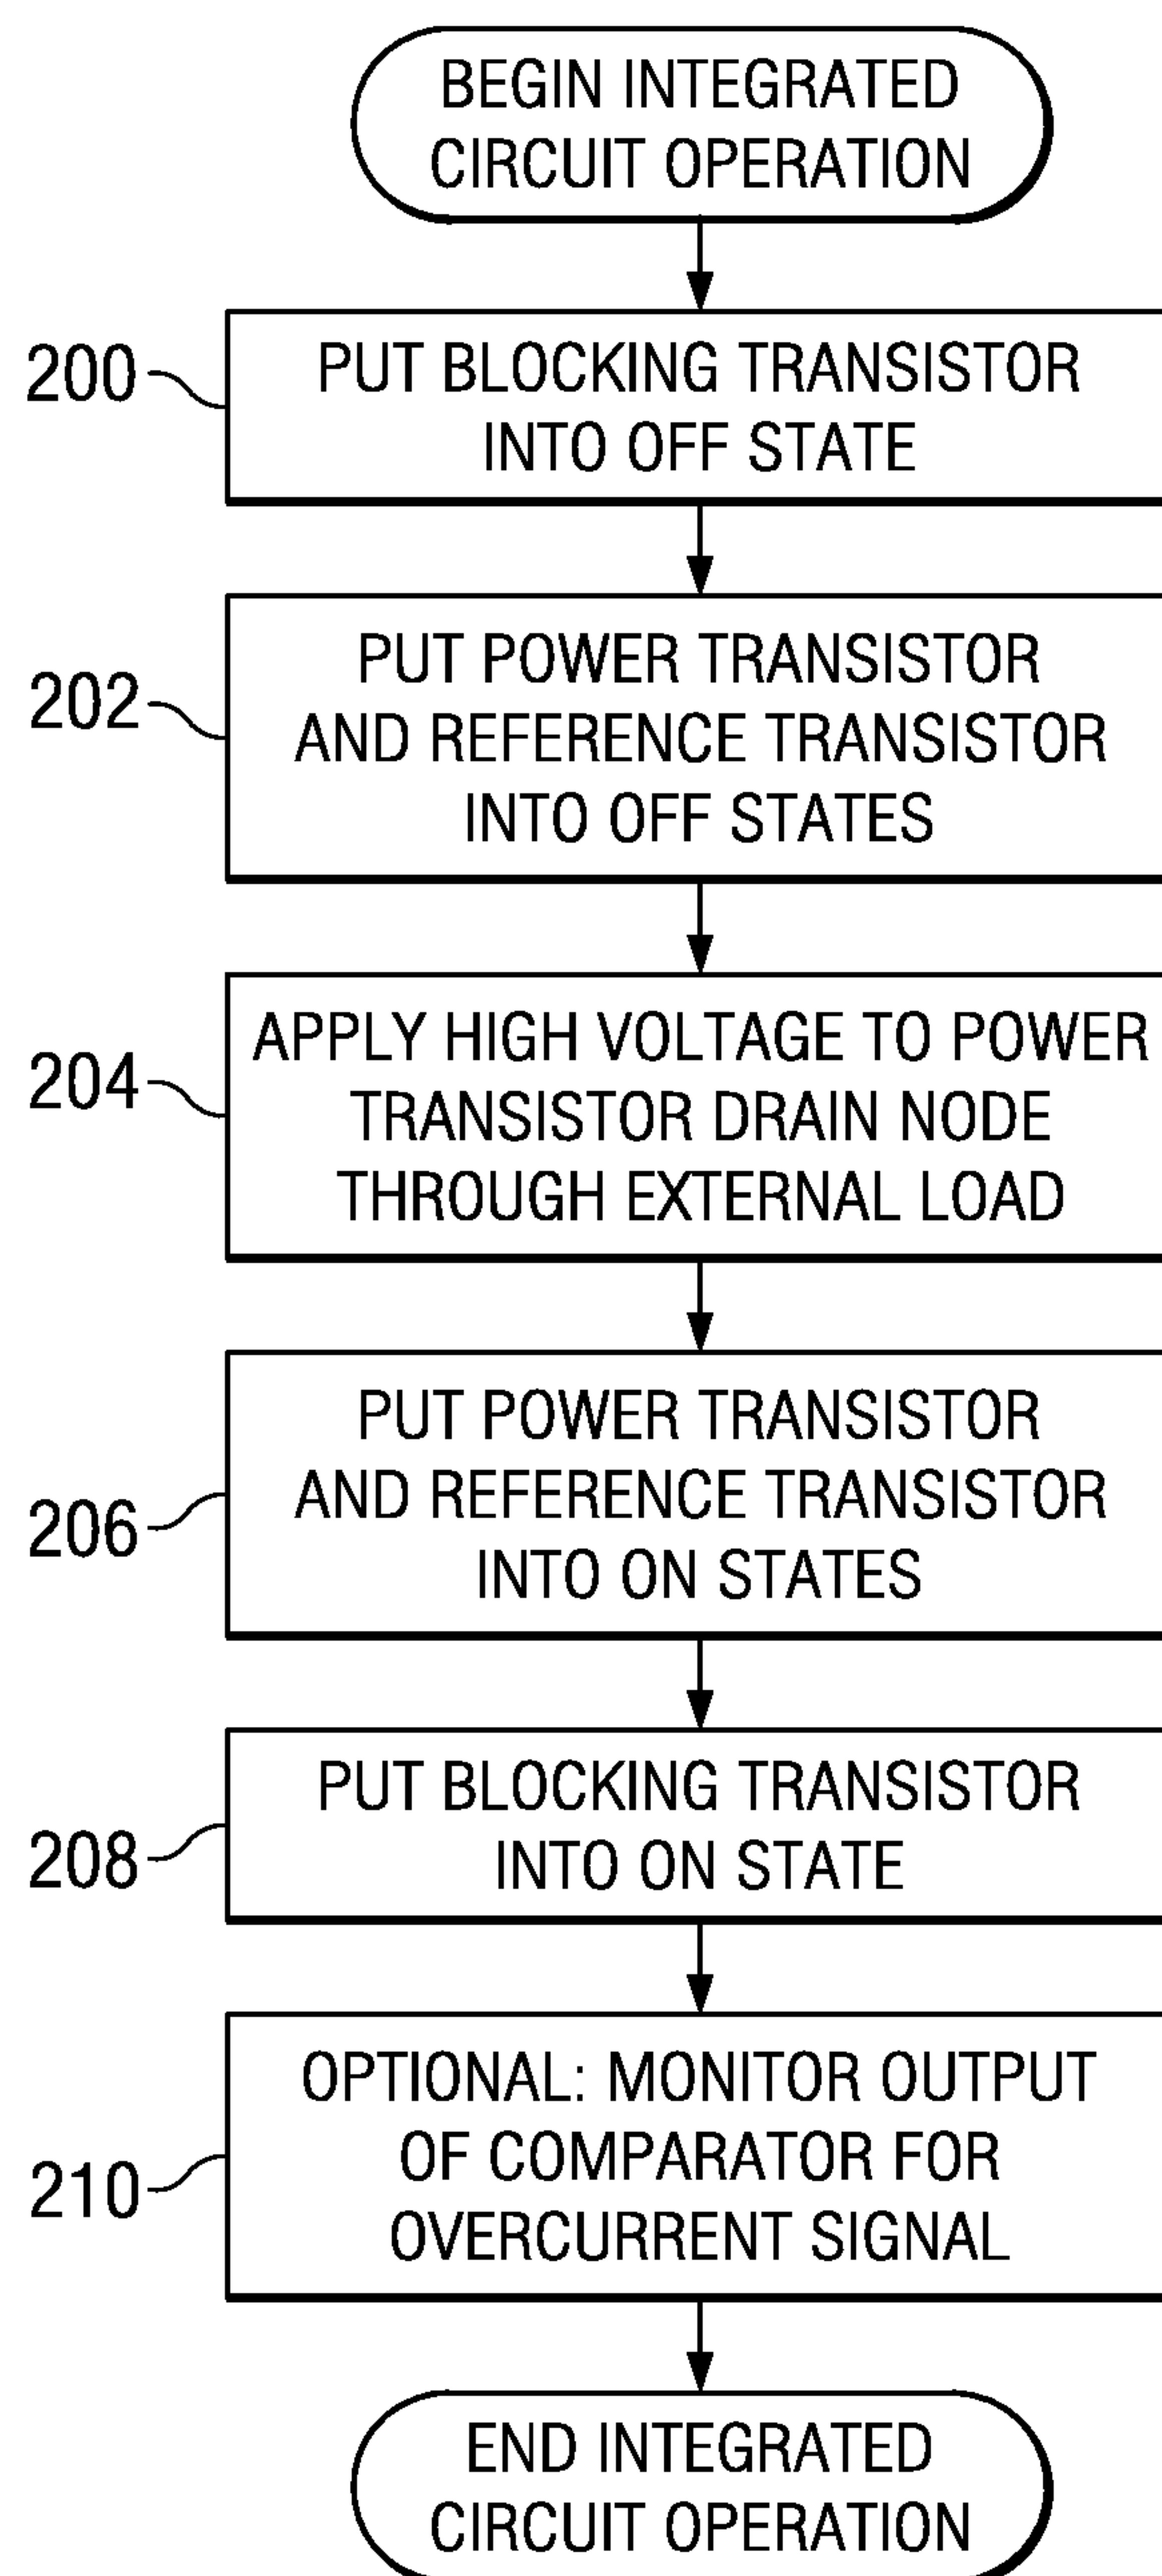 BEGIN INTEGRATED
CIRCUIT OPERATION
200
PUT BLOCKING TRANSISTOR
INTO OFF STATE
202
PUT POWER TRANSISTOR
AND REFERENCE TRANSISTOR
INTO OFF STATES
204
APPLY HIGH VOLTAGE TO POWER
TRANSISTOR DRAIN NODE
THROUGH EXTERNAL LOAD
206
PUT POWER TRANSISTOR
AND REFERENCE TRANSISTOR
INTO ON STATES
208
PUT BLOCKING TRANSISTOR
INTO ON STATE
210
OPTIONAL: MONITOR OUTPUT
OF COMPARATOR FOR
OVERCURRENT SIGNAL
END INTEGRATED
CIRCUIT OPERATION